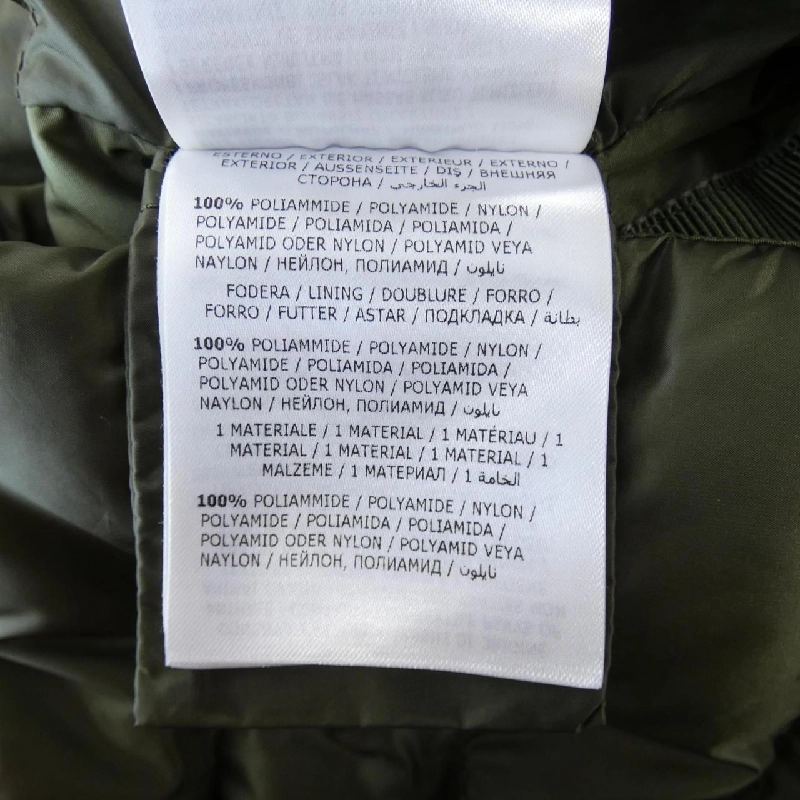 ESTERNO / EXTERIOR / EXTERIEUR / EXTERNO /
EXTERIOR / AUSSENSEITE / DIŞ / ВНЕШНЯЯ
СТОРОНА / الجزء الخارجي
100% POLIAMMIDE / POLYAMIDE / NYLON /
POLYAMIDE / POLIAMIDA / POLIAMIDA /
POLYAMID ODER NYLON / POLYAMID VEYA
NAYLON / НЕЙЛОН, ПОЛИАМИД / نايلون
FODERA / LINING / DOUBLURE / FORRO /
FORRO / FUTTER / ASTAR / ПОДКЛАДКА / بطانة
100% POLIAMMIDE / POLYAMIDE / NYLON /
POLYAMIDE / POLIAMIDA / POLIAMIDA /
POLYAMID ODER NYLON / POLYAMID VEYA
NAYLON / НЕЙЛОН, ПОЛИАМИД / نايلون
1 MATERIALE / 1 MATERIAL / 1 MATÉRIAU / 1
MATERIAL / 1 MATERIAL / 1 MATERIAL / 1
MALZEME / 1 МАТЕРИАЛ / 1 الخامة
100% POLIAMMIDE / POLYAMIDE / NYLON /
POLYAMIDE / POLIAMIDA / POLIAMIDA /
POLYAMID ODER NYLON / POLYAMID VEYA
NAYLON / НЕЙЛОН, ПОЛИАМИД / نايلون